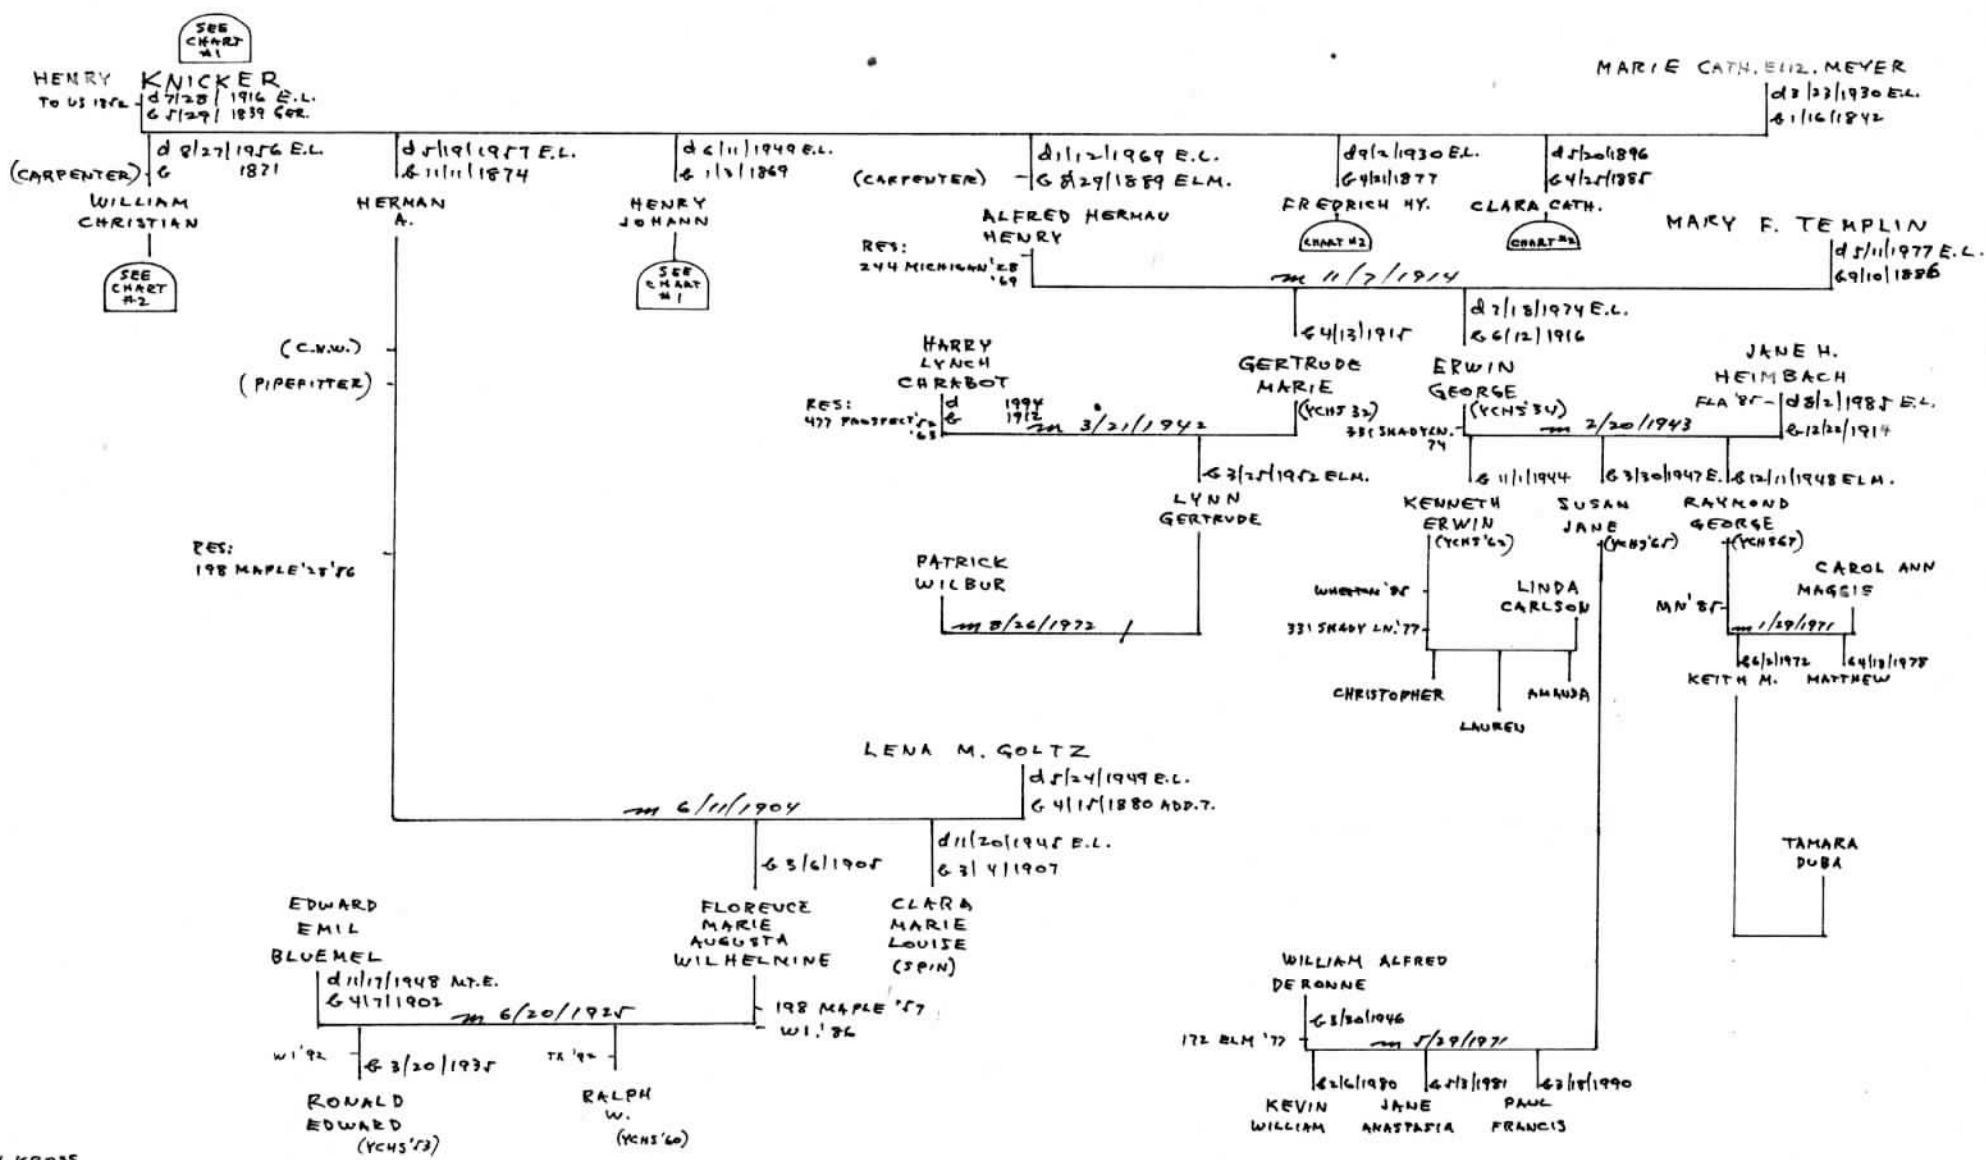 SEE
CHART
#1
HENRY KNICKER
TO US 1852
d 7/28/1916 E.L.
b 5/29/1839 GER.
MARIE CATH. ELIZ. MEYER
d 3/23/1930 E.L.
b 1/16/1842
d 8/27/1956 E.L.
(CARPENTER) b 1871
WILLIAM
CHRISTIAN
SEE
CHART
#2
d 5/19/1957 E.L.
b 11/11/1874
HERMAN
A.
d 6/11/1949 E.L.
b 1/3/1869
HENRY
JOHANN
SEE
CHART
#1
d 1/12/1969 E.L.
(CARPENTER) b 8/29/1889 ELM.
ALFRED HERMAN
HENRY
d 9/2/1930 E.L.
b 4/21/1877
FREDRICH HY.
CHART #2
d 5/20/1896
b 4/25/1885
CLARA CATH.
CHART #2
MARY F. TEMPLIN
d 5/11/1977 E.L.
b 9/10/1886
RES:
244 MICHIGAN '28
'69
m 11/7/1914
(C.N.W.)
(PIPEFITTER)
b 4/13/1915
d 7/18/1974 E.L.
b 6/12/1916
HARRY
LYNCH
CHRABOT
d 1994
b 1912
RES:
477 PROSPECT '52
'63
m 3/21/1942
GERTRUDE
MARIE
(YCHS 32)
ERWIN
GEORGE
(YCHS '34)
331 SHADY LN.
74
m 2/20/1943
JANE H.
HEIMBACH
FLA '85
d 8/2/1985 E.L.
b 12/22/1914
b 3/25/1952 ELM.
LYNN
GERTRUDE
b 11/1/1944
KENNETH
ERWIN
(YCHS '62)
b 3/30/1947 E.
SUSAN
JANE
(YCHS '65)
b 12/11/1948 ELM.
RAYMOND
GEORGE
(YCHS 67)
RES:
198 MAPLE '28 '56
PATRICK
WILBUR
m 8/26/1972
WHEATON '85
331 SHADY LN. '77
LINDA
CARLSON
CAROL ANN
MAGGIS
MN '85
m 1/29/1971
CHRISTOPHER
LAUREN
AMANDA
b 6/2/1972
KEITH M.
b 4/18/1978
MATTHEW
LENA M. GOLTZ
d 5/24/1949 E.L.
b 4/15/1880 ADD.T.
m 6/11/1904
TAMARA
DUBA
b 3/6/1905
d 11/20/1945 E.L.
b 3/4/1907
EDWARD
EMIL
BLUEMEL
d 11/17/1948 MT.E.
b 4/7/1902
FLORENCE
MARIE
AUGUSTA
WILHELMINE
CLARA
MARIE
LOUISE
(SPIN)
m 6/20/1925
198 MAPLE '57
WI. '86
WILLIAM ALFRED
DERONNE
b 3/30/1946
172 ELM '77
m 5/29/1971
WI '92
b 3/20/1935
TX '92
RONALD
EDWARD
(YCHS '53)
RALPH
W.
(YCHS '60)
b 2/6/1980
KEVIN
WILLIAM
b 5/3/1981
JANE
ANASTASIA
b 3/18/1990
PAUL
FRANCIS